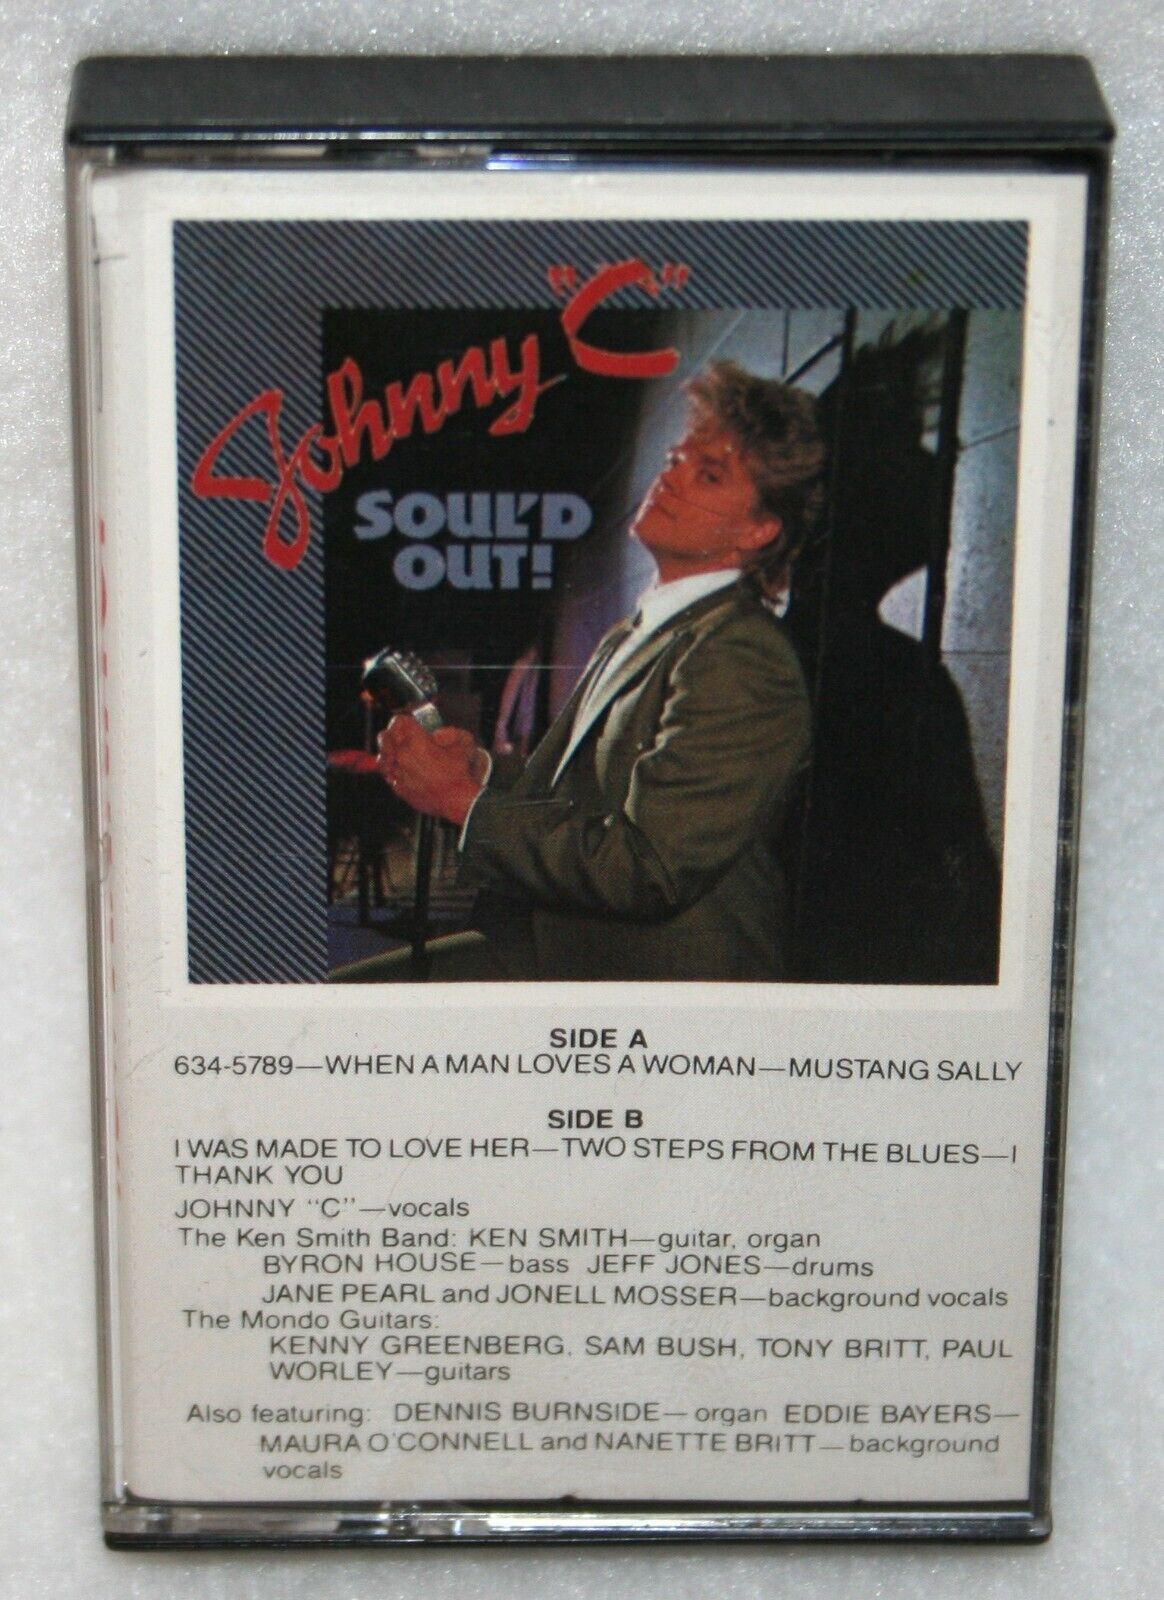 Johnny "C"
SOUL'D
OUT!
SIDE A
634-5789—WHEN A MAN LOVES A WOMAN—MUSTANG SALLY
SIDE B
I WAS MADE TO LOVE HER—TWO STEPS FROM THE BLUES—I
THANK YOU
JOHNNY "C"—vocals
The Ken Smith Band: KEN SMITH—guitar, organ
BYRON HOUSE—bass JEFF JONES—drums
JANE PEARL and JONELL MOSSER—background vocals
The Mondo Guitars:
KENNY GREENBERG, SAM BUSH, TONY BRITT, PAUL
WORLEY—guitars
Also featuring: DENNIS BURNSIDE—organ EDDIE BAYERS—
MAURA O'CONNELL and NANETTE BRITT—background
vocals